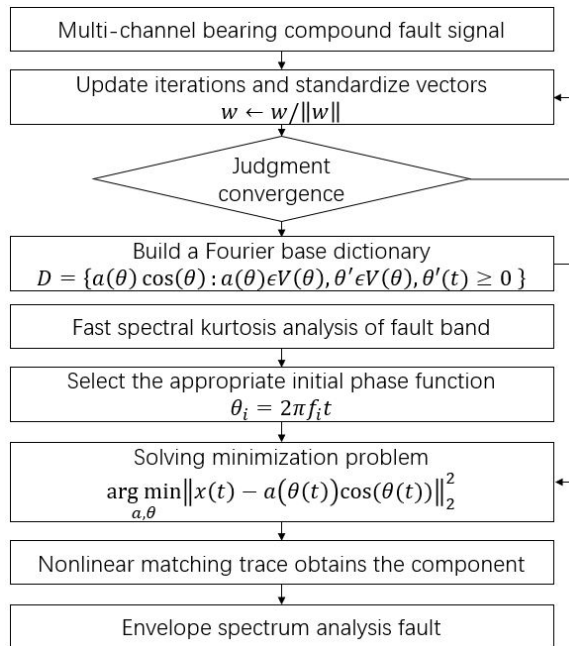 Multi-channel bearing compound fault signal
Update iterations and standardize vectors
w ← w/‖w‖
Judgment
convergence
Build a Fourier base dictionary
D = {a(θ) cos(θ) : a(θ)ϵV(θ), θ′ϵV(θ), θ′(t) ≥ 0 }
Fast spectral kurtosis analysis of fault band
Select the appropriate initial phase function
θᵢ = 2πfᵢt
Solving minimization problem
arg min‖x(t) − a(θ(t))cos(θ(t))‖₂²
a,θ
Nonlinear matching trace obtains the component
Envelope spectrum analysis fault